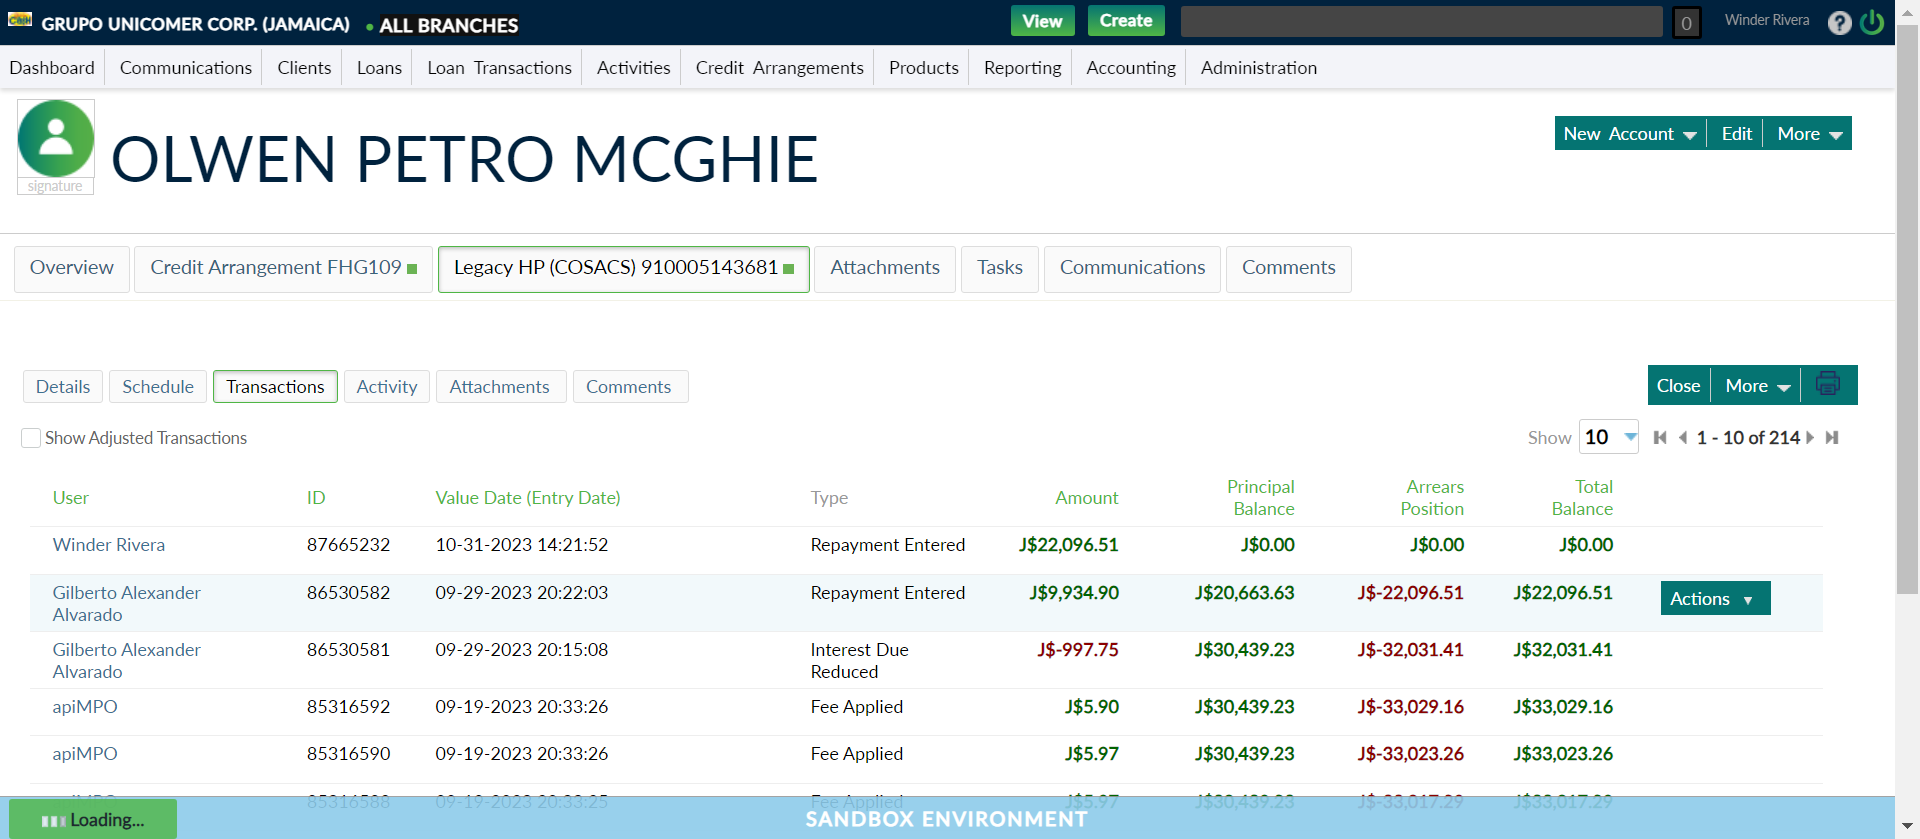 GRUPO UNICOMER CORP. (JAMAICA) ALL BRANCHES View Create 0 Winder Rivera ?
Dashboard Communications Clients Loans Loan Transactions Activities Credit Arrangements Products Reporting Accounting Administration
signature
OLWEN PETRO MCGHIE
New Account Edit More
Overview Credit Arrangement FHG109 Legacy HP (COSACS) 910005143681 Attachments Tasks Communications Comments
Details Schedule Transactions Activity Attachments Comments Close More
Show Adjusted Transactions Show 10 1 - 10 of 214
User ID Value Date (Entry Date) Type Amount Principal Balance Arrears Position Total Balance
Winder Rivera 87665232 10-31-2023 14:21:52 Repayment Entered J$22,096.51 J$0.00 J$0.00 J$0.00
Gilberto Alexander Alvarado 86530582 09-29-2023 20:22:03 Repayment Entered J$9,934.90 J$20,663.63 J$-22,096.51 J$22,096.51 Actions
Gilberto Alexander Alvarado 86530581 09-29-2023 20:15:08 Interest Due Reduced J$-997.75 J$30,439.23 J$-32,031.41 J$32,031.41
apiMPO 85316592 09-19-2023 20:33:26 Fee Applied J$5.90 J$30,439.23 J$-33,029.16 J$33,029.16
apiMPO 85316590 09-19-2023 20:33:26 Fee Applied J$5.97 J$30,439.23 J$-33,023.26 J$33,023.26
apiMPO 85316588 09-19-2023 20:33:25 Fee Applied J$5.97 J$30,439.23 J$-33,017.29 J$33,017.29
Loading... SANDBOX ENVIRONMENT